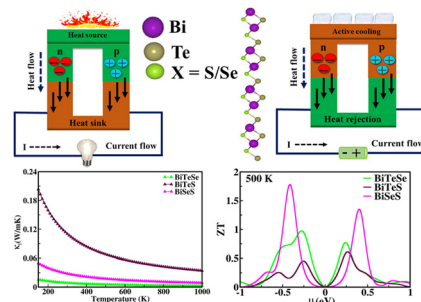 Heat source
n
p
Heat flow
Heat sink
I
Current flow
Bi
Te
X = S/Se
Active cooling
n
p
Heat flow
Heat rejection
I
Current flow
- +
0.24
0.20
0.16
0.12
0.08
0.04
0.00
200
400
600
800
1000
Temperature (K)
BiTeSe
BiTeS
BiSeS
500 K
ZT
2.0
1.5
1.0
0.5
0
-1
-0.5
0
0.5
1
BiTeSe
BiTeS
BiSeS